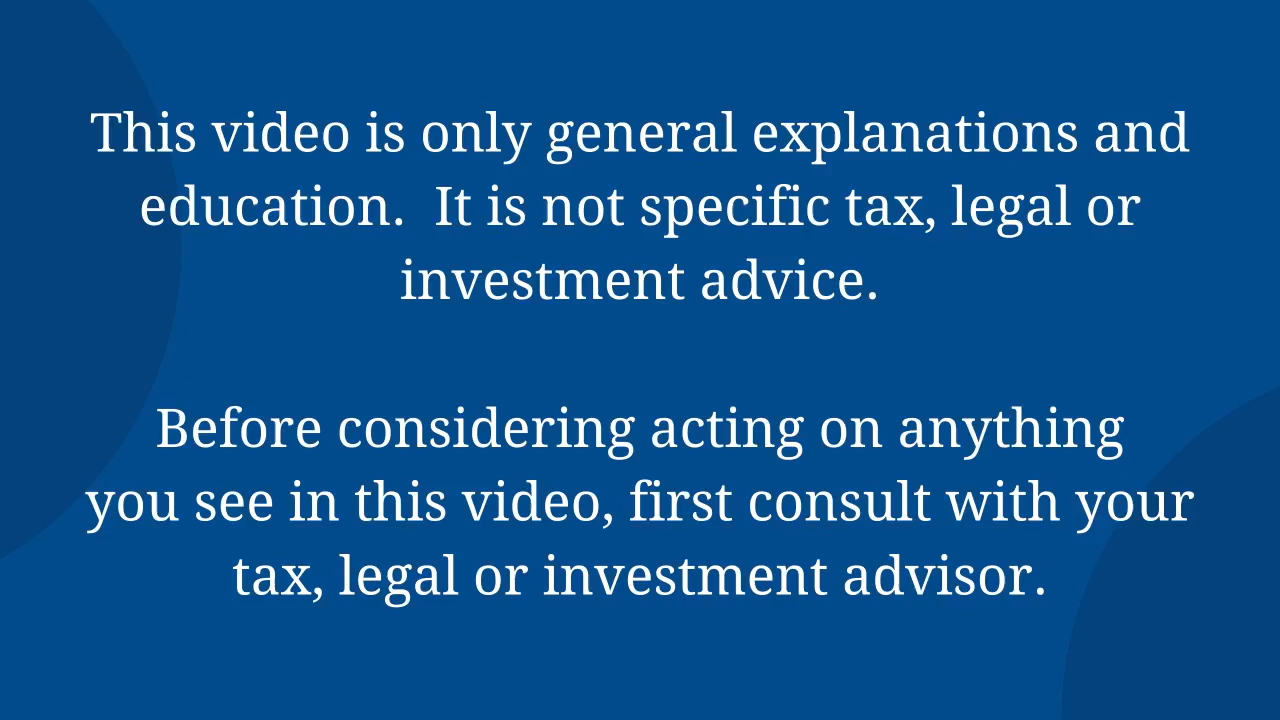 This video is only general explanations and
education.  It is not specific tax, legal or
investment advice.
Before considering acting on anything
you see in this video, first consult with your
tax, legal or investment advisor.